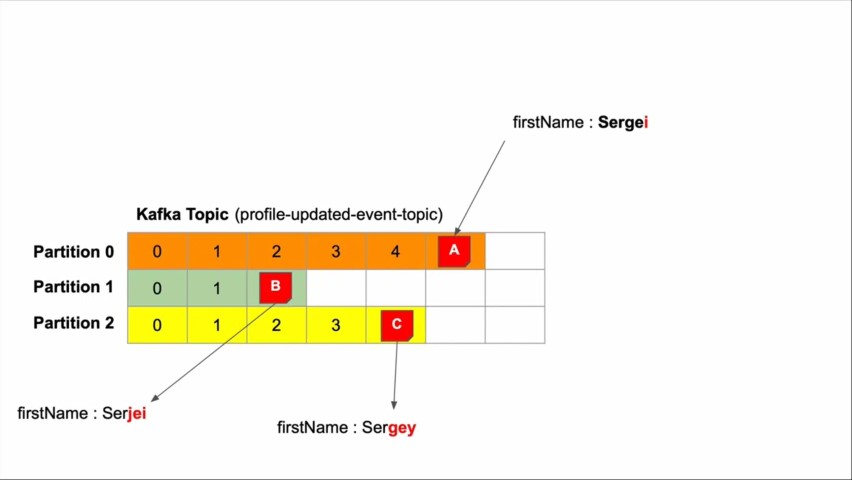 firstName : Sergei
Kafka Topic (profile-updated-event-topic)
Partition 0 0 1 2 3 4 A
Partition 1 0 1 B
Partition 2 0 1 2 3 C
firstName : Serjei
firstName : Sergey